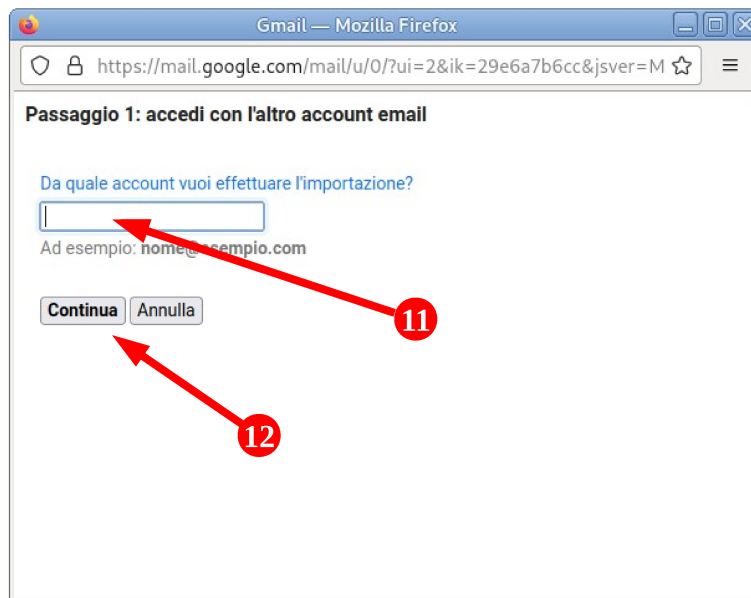 Gmail — Mozilla Firefox
https://mail.google.com/mail/u/0/?ui=2&ik=29e6a7b6cc&jsver=M
Passaggio 1: accedi con l'altro account email
Da quale account vuoi effettuare l'importazione?
Ad esempio: nome@esempio.com
Continua Annulla
11
12